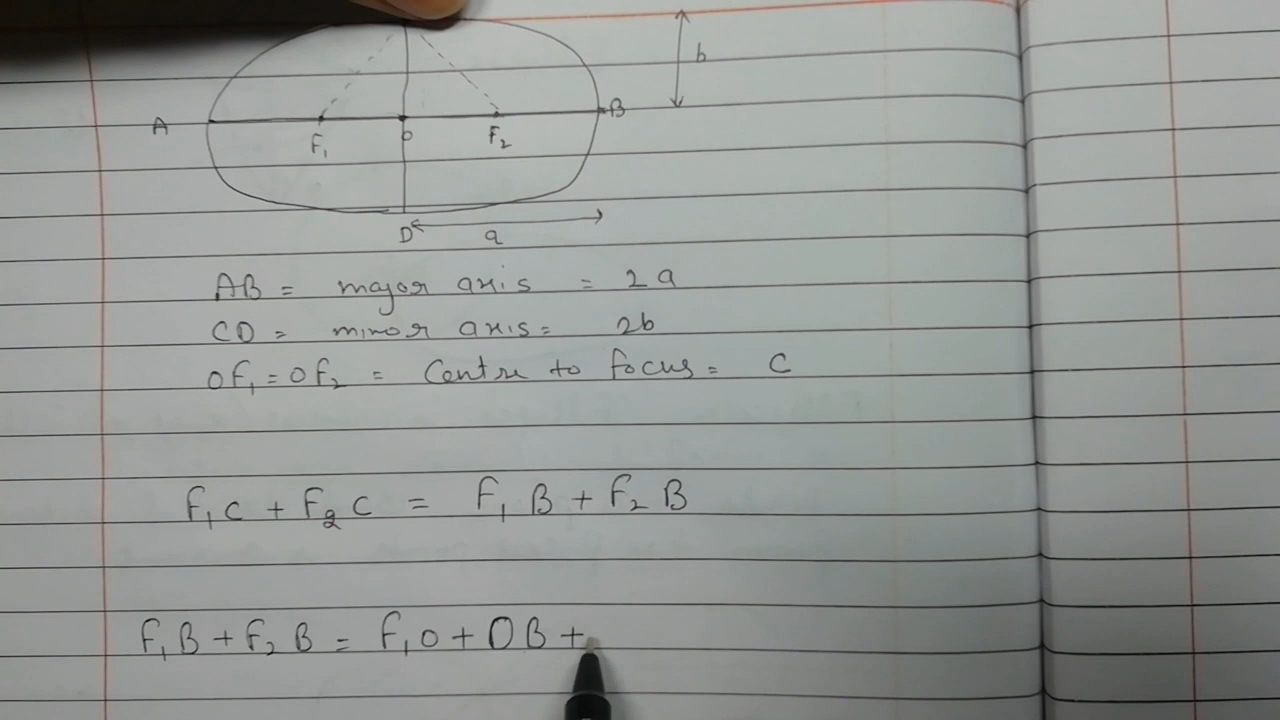 b
A
B
F₁
O
F₂
D
a
AB = major axis = 2a
CD = minor axis = 2b
OF₁ = OF₂ = Centre to focus = C
F₁C + F₂C = F₁B + F₂B
F₁B + F₂B = F₁O + OB +